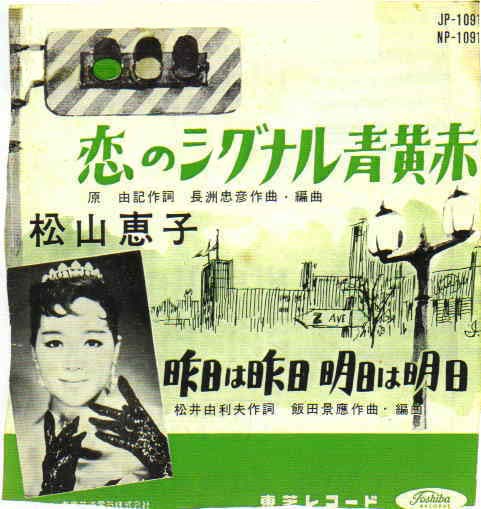 JP-1091
NP-1091
恋のシグナル青黄赤
原 由記作詞 長洲忠彦作曲・編曲
松山恵子
Z AVE
昨日は昨日 明日は明日
松井由利夫作詞 飯田景應作曲・編曲
東芝レコード
Toshiba
RECORDS